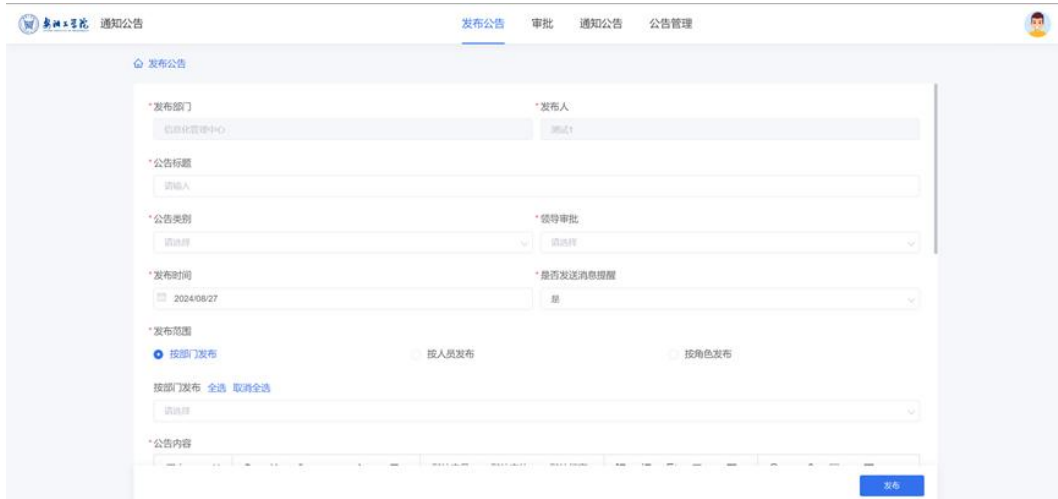 通知公告
发布公告 审批 通知公告 公告管理
发布公告
*发布部门 *发布人
信息化管理中心 测试1
*公告标题
请输入
*公告类别 *领导审批
请选择 请选择
*发布时间 *是否发送消息提醒
2024/08/27 是
*发布范围
按部门发布 按人员发布 按角色发布
按部门发布 全选 取消全选
请选择
*公告内容
发布